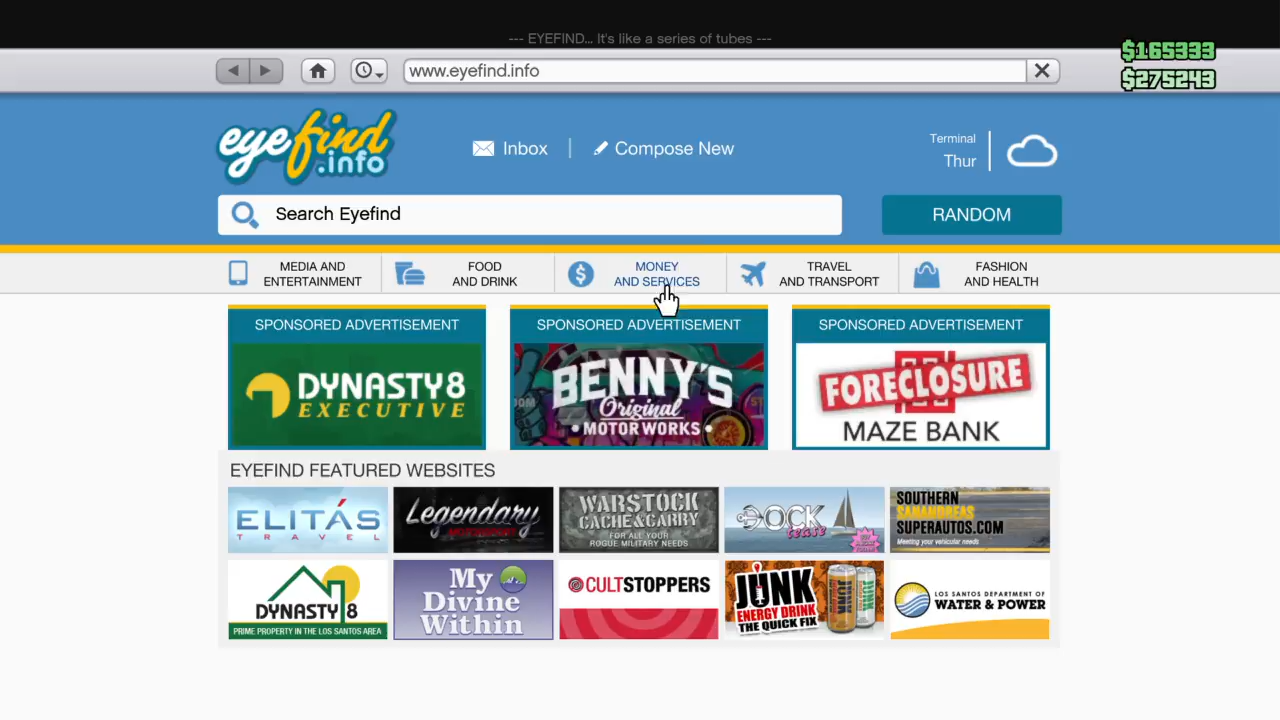 --- EYEFIND... It's like a series of tubes ---
$165333
$275243
www.eyefind.info
eyefind
.info
Inbox
Compose New
Terminal
Thur
Search Eyefind
RANDOM
MEDIA AND
ENTERTAINMENT
FOOD
AND DRINK
MONEY
AND SERVICES
TRAVEL
AND TRANSPORT
FASHION
AND HEALTH
SPONSORED ADVERTISEMENT
DYNASTY 8
EXECUTIVE
SPONSORED ADVERTISEMENT
BENNY'S
Original
MOTOR WORKS
SPONSORED ADVERTISEMENT
FORECLOSURE
MAZE BANK
EYEFIND FEATURED WEBSITES
ELITÁS
TRAVEL
Legendary
MOTORSPORT
WARSTOCK
CACHE&CARRY
FOR ALL YOUR
ROGUE MILITARY NEEDS
DOCK
tease
SOUTHERN
SANANDREAS
SUPERAUTOS.COM
Meeting your vehicular needs
DYNASTY 8
PRIME PROPERTY IN THE LOS SANTOS AREA
My
Divine
Within
CULTSTOPPERS
JUNK
ENERGY DRINK
THE QUICK FIX
LOS SANTOS DEPARTMENT OF
WATER & POWER